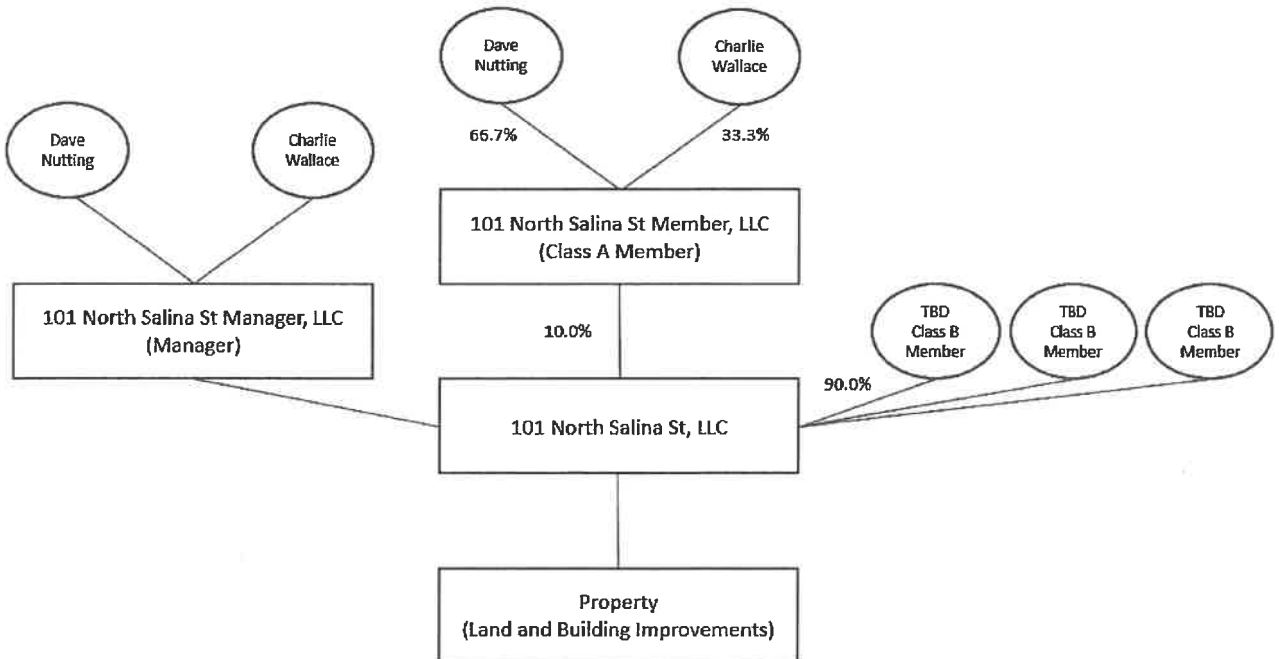 Dave
Nutting
Charlie
Wallace
66.7%
33.3%
Dave
Nutting
Charlie
Wallace
101 North Salina St Member, LLC
(Class A Member)
101 North Salina St Manager, LLC
(Manager)
10.0%
TBD
Class B
Member
TBD
Class B
Member
TBD
Class B
Member
90.0%
101 North Salina St, LLC
Property
(Land and Building Improvements)